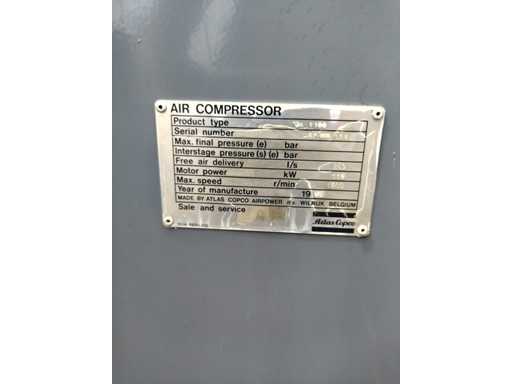 AIR COMPRESSOR
Product type
Serial number
Max. final pressure (e) bar
Interstage pressure(s) (e) bar
Free air delivery l/s
Motor power kW
Max. speed r/min
Year of manufacture 19
MADE BY ATLAS COPCO AIRPOWER n.v. WILRIJK BELGIUM
Sale and service
Atlas Copco